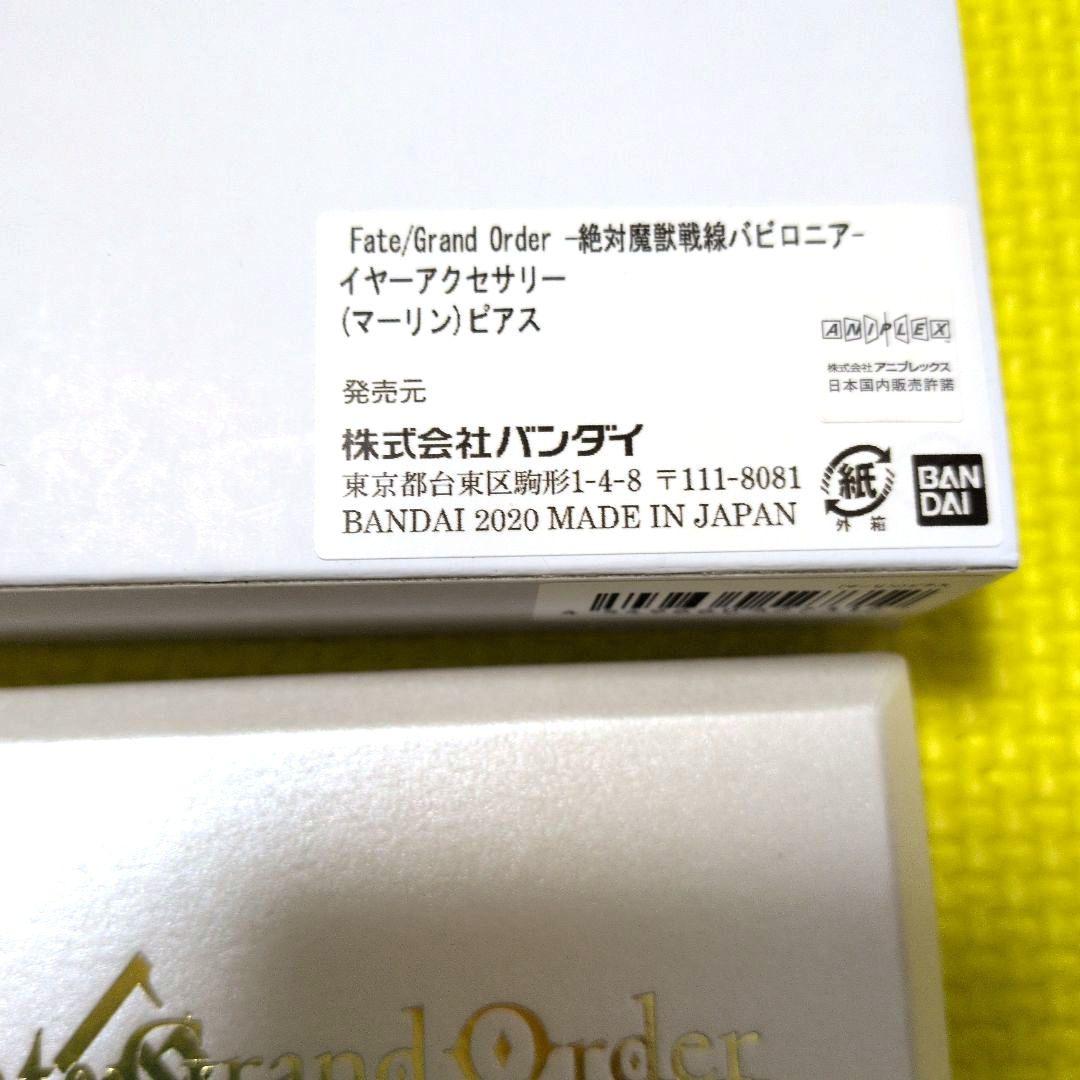 Fate/Grand Order -絶対魔獣戦線バビロニア-
イヤーアクセサリー
(マーリン)ピアス
ANIPLEX
株式会社アニプレックス
日本国内販売許諾
発売元
株式会社バンダイ
東京都台東区駒形1-4-8 〒111-8081
BANDAI 2020 MADE IN JAPAN
紙
外箱
BAN
DAI
Grand Order